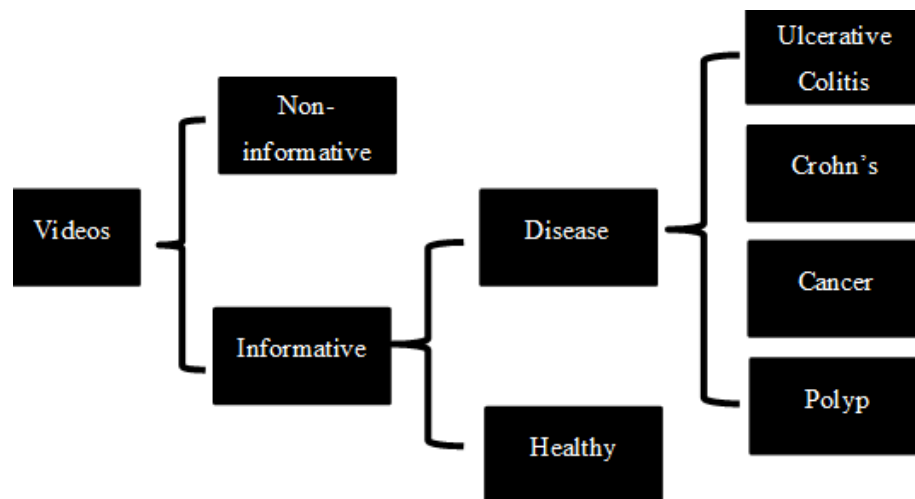 Videos
Non-
informative
Informative
Disease
Healthy
Ulcerative
Colitis
Crohn’s
Cancer
Polyp